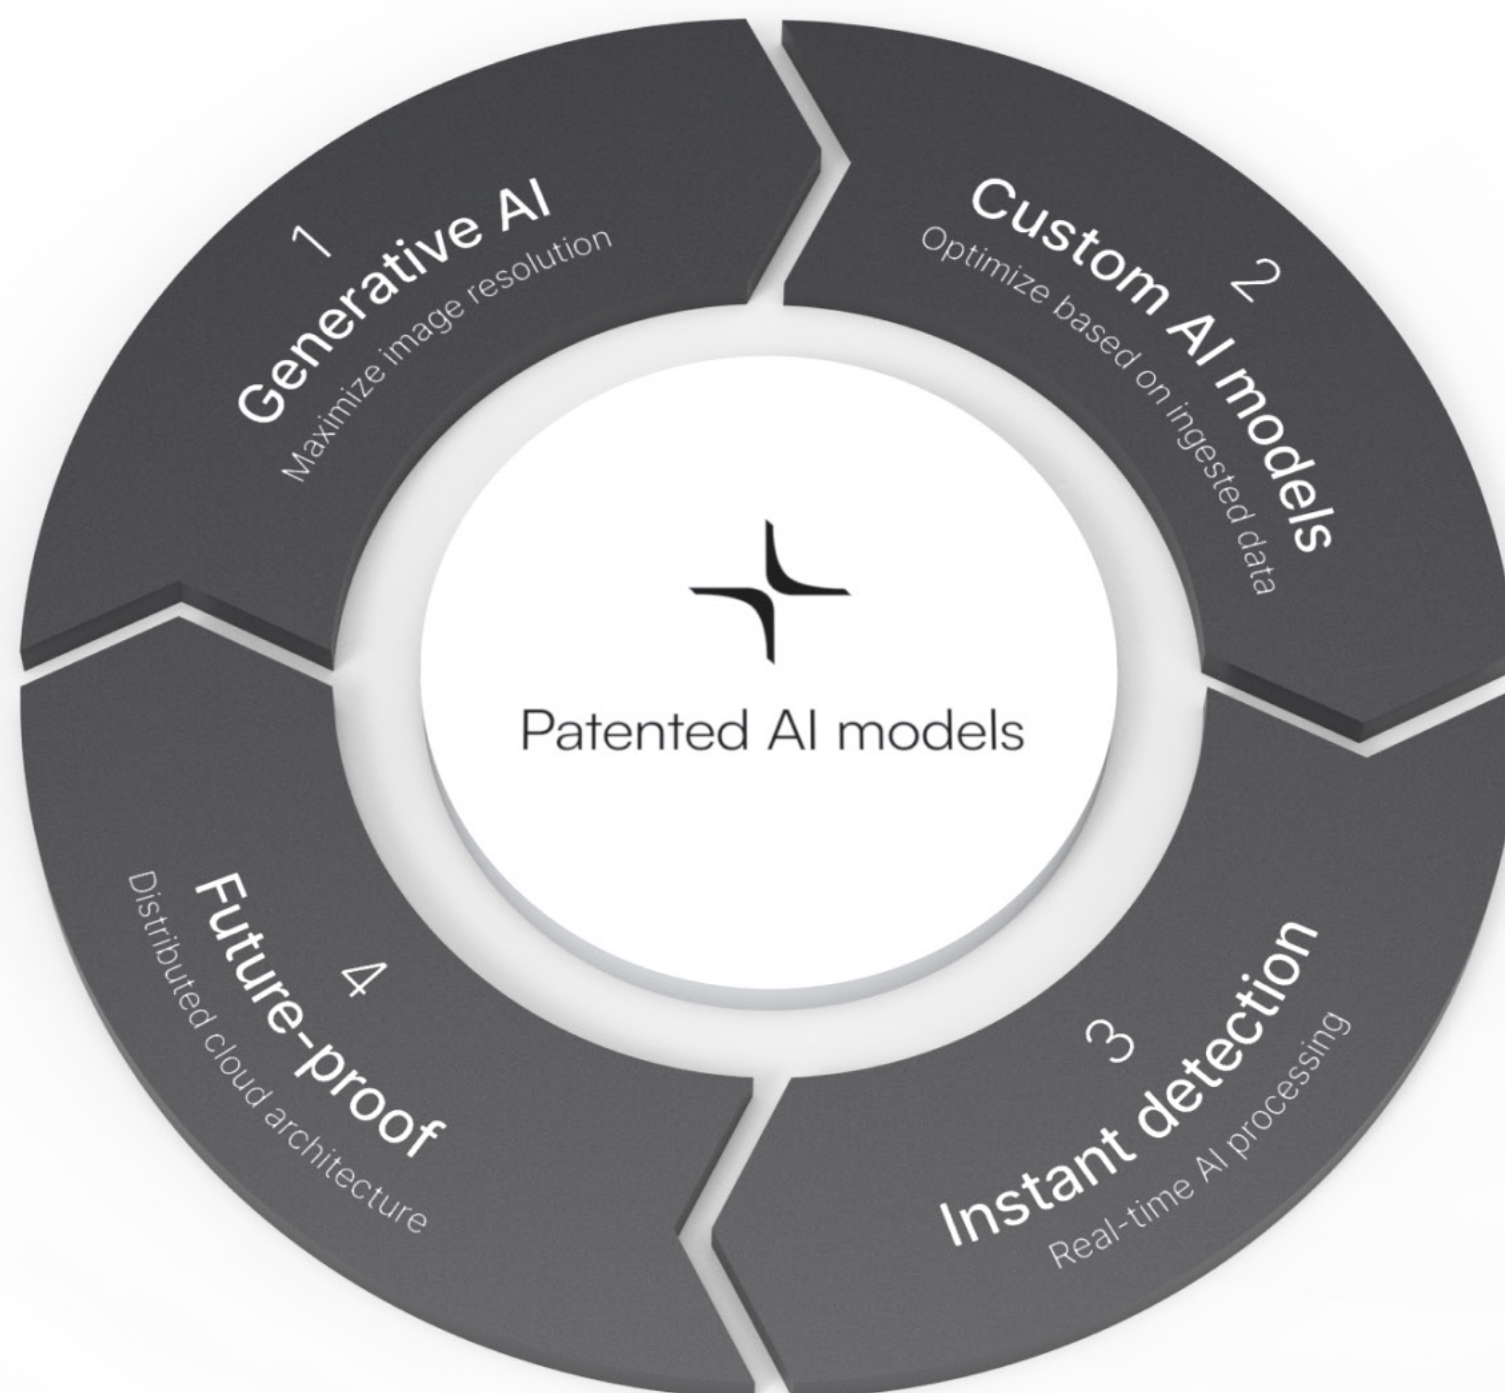 1
Generative AI
Maximize image resolution
2
Custom AI models
Optimize based on ingested data
3
Instant detection
Real-time AI processing
4
Future-proof
Distributed cloud architecture
Patented AI models